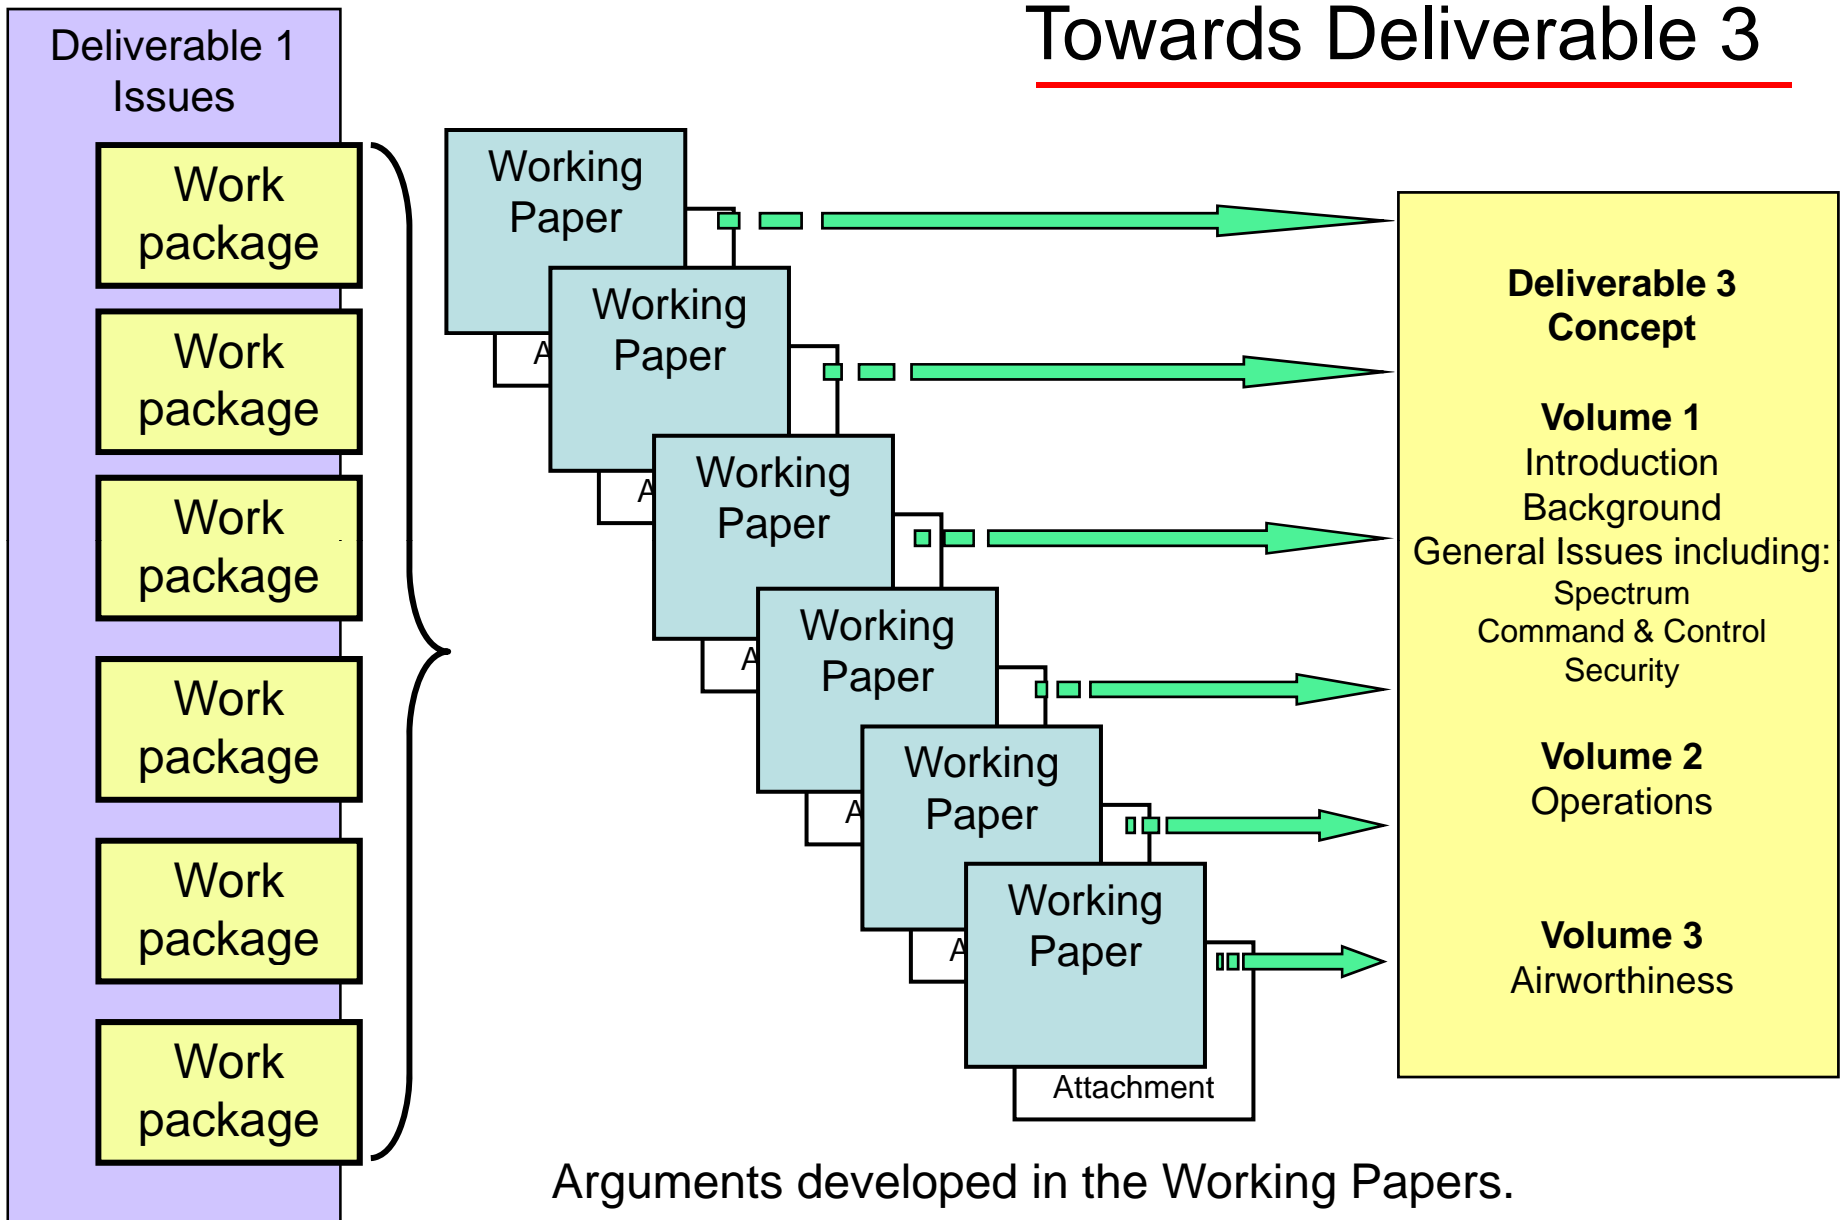 Towards Deliverable 3
Deliverable 1
Issues
Work
package
Work
package
Work
package
Work
package
Work
package
Work
package
Working
Paper
A
Working
Paper
A
Working
Paper
A
Working
Paper
A
Working
Paper
A
Working
Paper
Attachment
Deliverable 3
Concept
Volume 1
Introduction
Background
General Issues including:
Spectrum
Command & Control
Security
Volume 2
Operations
Volume 3
Airworthiness
Arguments developed in the Working Papers.